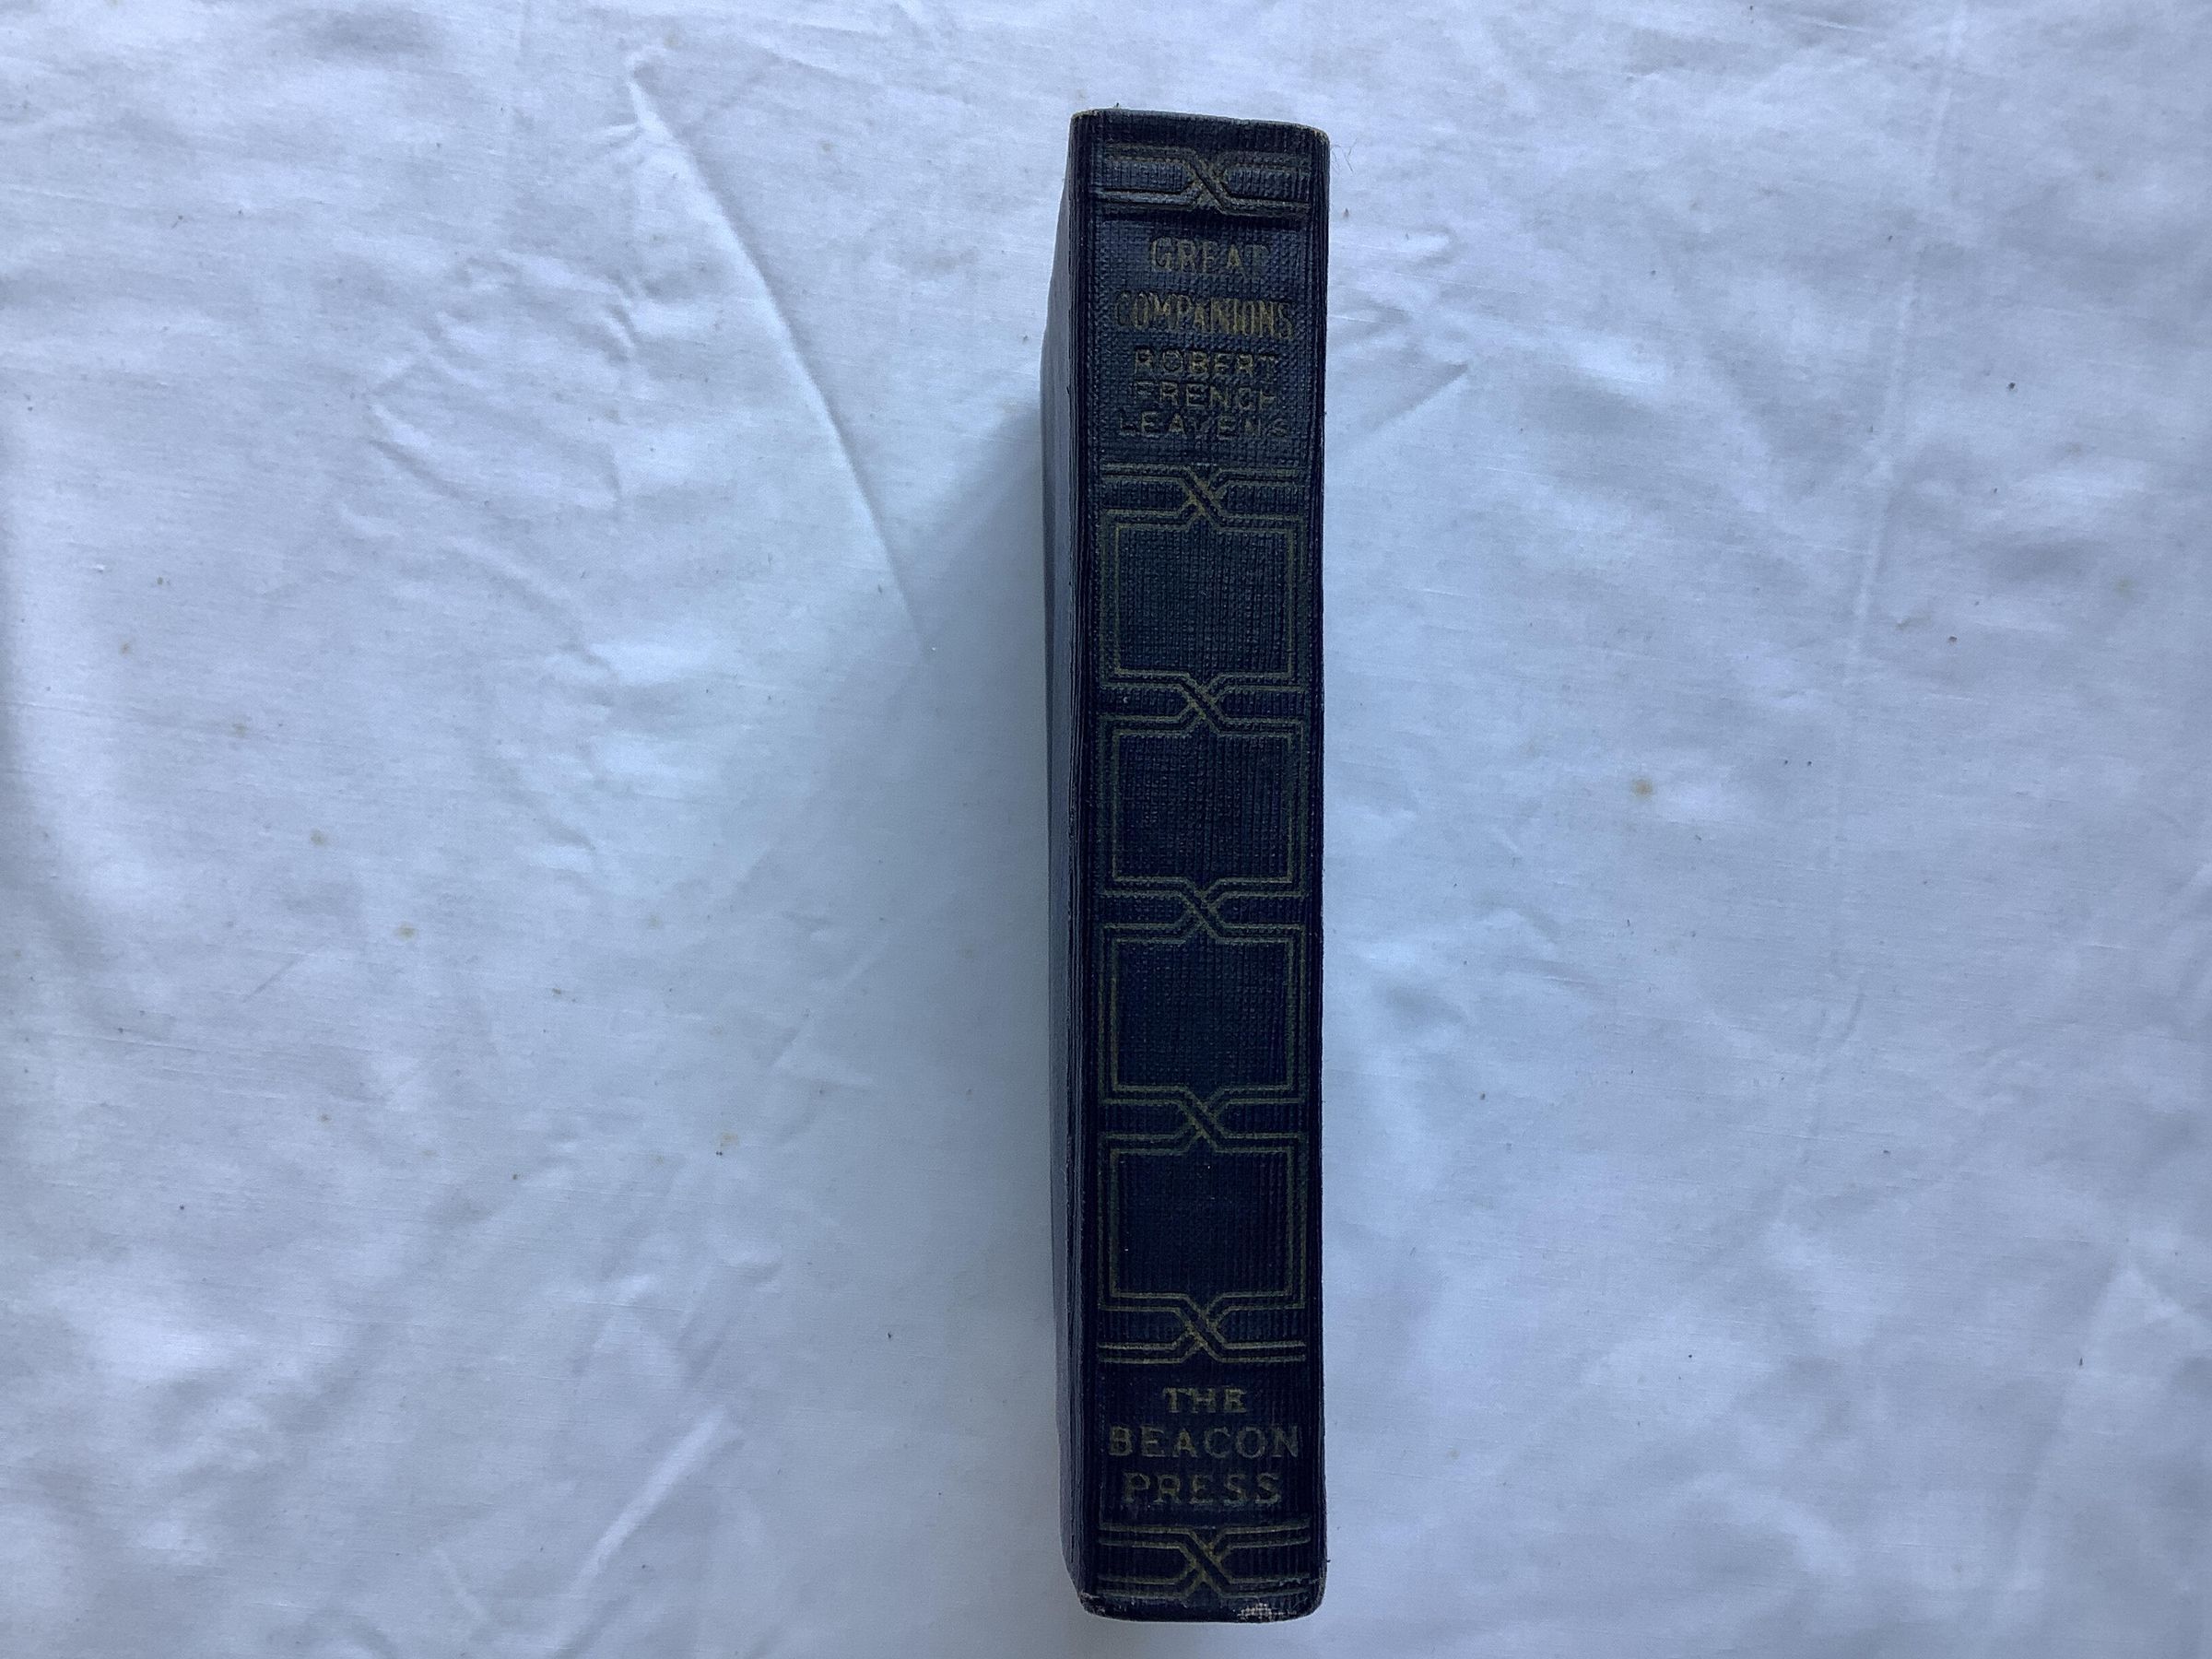 GREAT
COMPANIONS
ROBERT
FRENCH
LEAVENS
THE
BEACON
PRESS